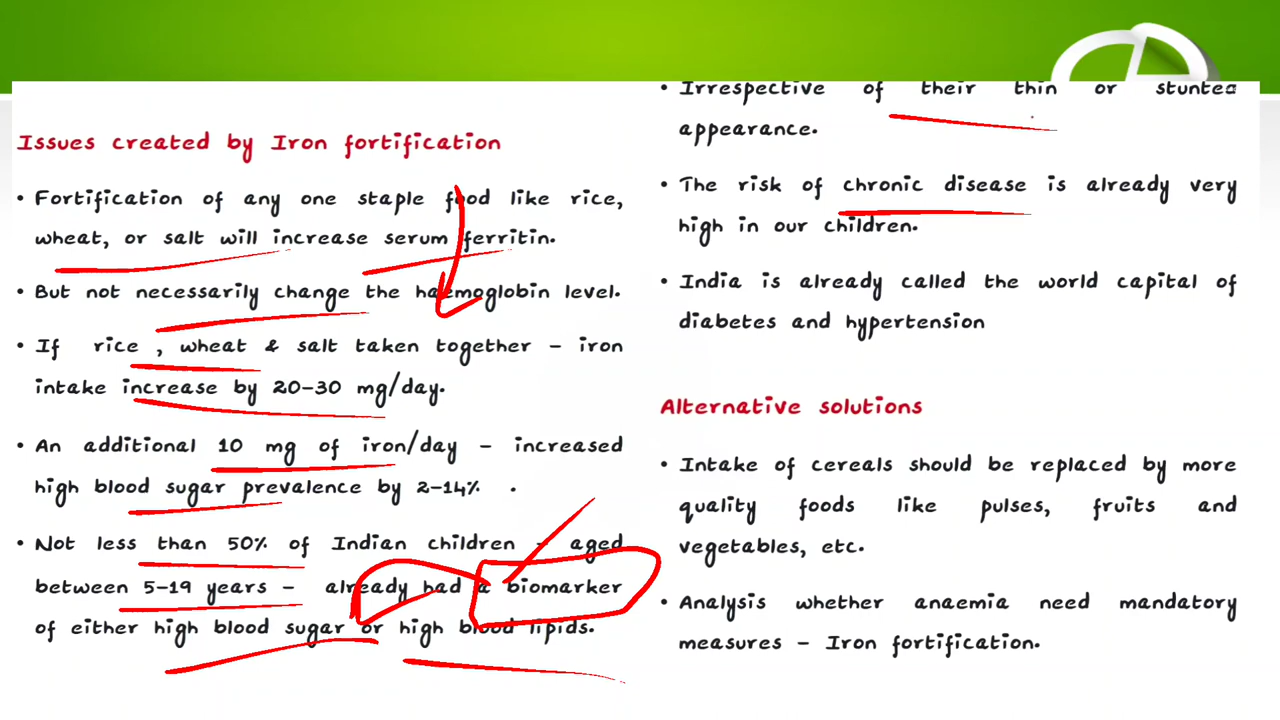 Issues created by Iron fortification
• Fortification of any one staple food like rice,
wheat, or salt will increase serum ferritin.
• But not necessarily change the haemoglobin level.
• If rice , wheat & salt taken together - iron
intake increase by 20-30 mg/day.
• An additional 10 mg of iron/day - increased
high blood sugar prevalence by 2-14% .
• Not less than 50% of Indian children - aged
between 5-19 years - already had a biomarker
of either high blood sugar or high blood lipids.
• Irrespective of their thin or stunted
appearance.
• The risk of chronic disease is already very
high in our children.
• India is already called the world capital of
diabetes and hypertension
Alternative solutions
• Intake of cereals should be replaced by more
quality foods like pulses, fruits and
vegetables, etc.
• Analysis whether anaemia need mandatory
measures - Iron fortification.